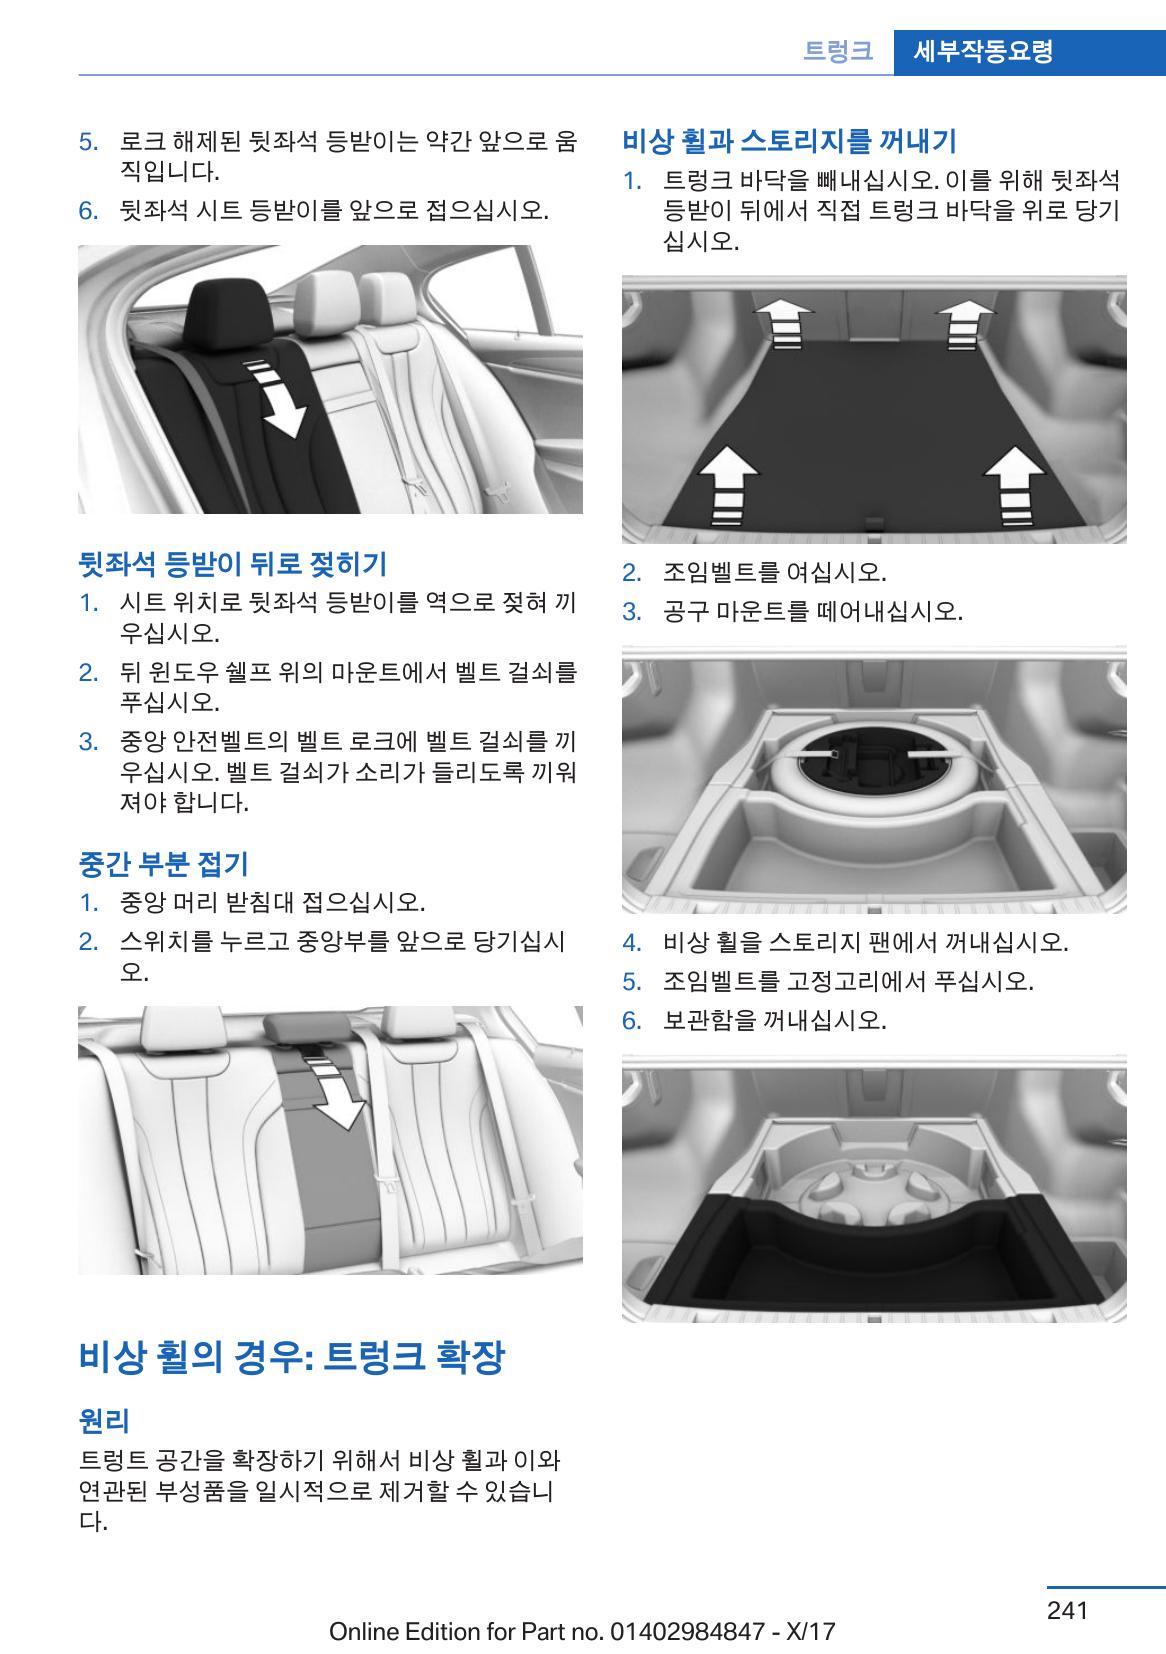 트렁크 세부작동요령
5. 로크 해제된 뒷좌석 등받이는 약간 앞으로 움
직입니다.
6. 뒷좌석 시트 등받이를 앞으로 접으십시오.
뒷좌석 등받이 뒤로 젖히기
1. 시트 위치로 뒷좌석 등받이를 역으로 젖혀 끼
우십시오.
2. 뒤 윈도우 쉘프 위의 마운트에서 벨트 걸쇠를
푸십시오.
3. 중앙 안전벨트의 벨트 로크에 벨트 걸쇠를 끼
우십시오. 벨트 걸쇠가 소리가 들리도록 끼워
져야 합니다.
중간 부분 접기
1. 중앙 머리 받침대 접으십시오.
2. 스위치를 누르고 중앙부를 앞으로 당기십시
오.
비상 휠의 경우: 트렁크 확장
원리
트렁트 공간을 확장하기 위해서 비상 휠과 이와
연관된 부성품을 일시적으로 제거할 수 있습니
다.
비상 휠과 스토리지를 꺼내기
1. 트렁크 바닥을 빼내십시오. 이를 위해 뒷좌석
등받이 뒤에서 직접 트렁크 바닥을 위로 당기
십시오.
2. 조임벨트를 여십시오.
3. 공구 마운트를 떼어내십시오.
4. 비상 휠을 스토리지 팬에서 꺼내십시오.
5. 조임벨트를 고정고리에서 푸십시오.
6. 보관함을 꺼내십시오.
241
Online Edition for Part no. 01402984847 - X/17